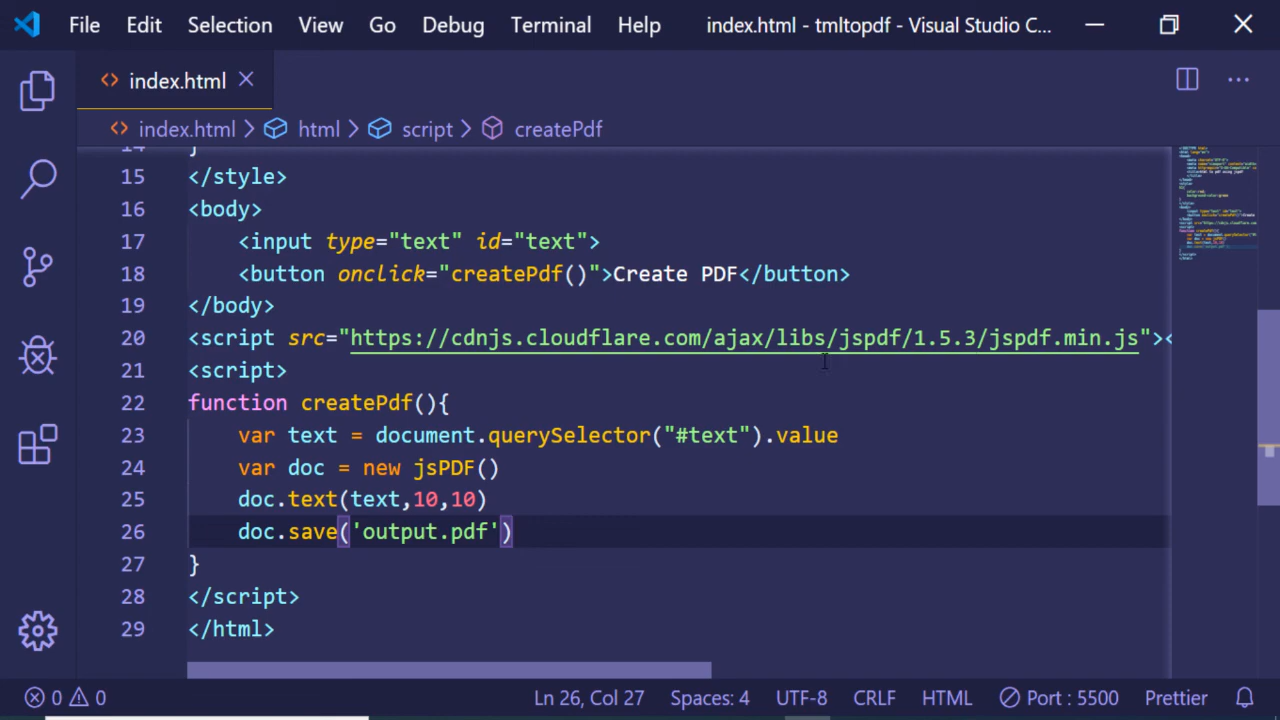 File Edit Selection View Go Debug Terminal Help index.html - tmltopdf - Visual Studio C...
index.html
index.html > html > script > createPdf
15 </style>
16 <body>
17 <input type="text" id="text">
18 <button onclick="createPdf()">Create PDF</button>
19 </body>
20 <script src="https://cdnjs.cloudflare.com/ajax/libs/jspdf/1.5.3/jspdf.min.js"><
21 <script>
22 function createPdf(){
23 var text = document.querySelector("#text").value
24 var doc = new jsPDF()
25 doc.text(text,10,10)
26 doc.save('output.pdf')
27 }
28 </script>
29 </html>
0 0 Ln 26, Col 27 Spaces: 4 UTF-8 CRLF HTML Port : 5500 Prettier